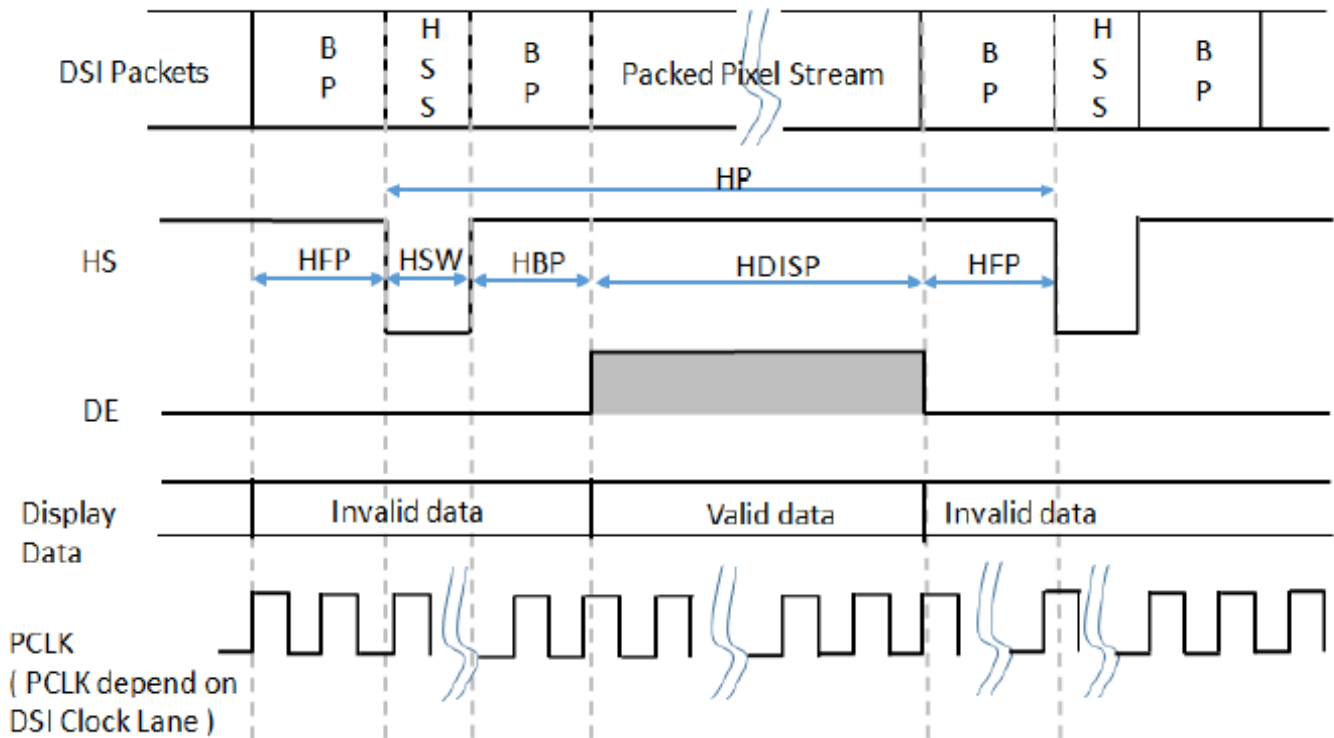 DSI Packets
B
P
H
S
S
B
P
Packed Pixel Stream
B
P
H
S
S
B
P
HP
HS
HFP
HSW
HBP
HDISP
HFP
DE
Display
Data
Invalid data
Valid data
Invalid data
PCLK
( PCLK depend on
DSI Clock Lane )